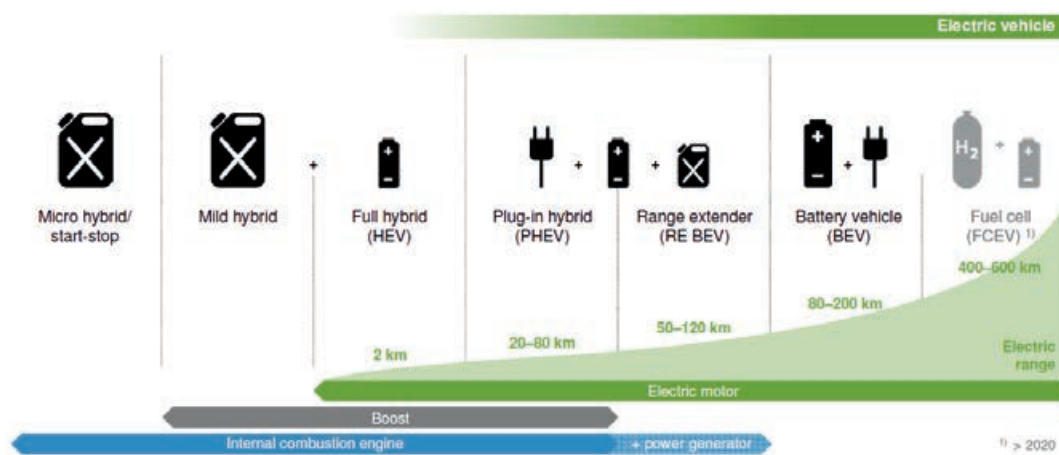 Electric vehicle
H₂
Micro hybrid/
start-stop
Mild hybrid
Full hybrid
(HEV)
Plug-in hybrid
(PHEV)
Range extender
(RE BEV)
Battery vehicle
(BEV)
Fuel cell
(FCEV) ¹⁾
2 km
20–80 km
50–120 km
80–200 km
400–600 km
Electric
range
Electric motor
Boost
Internal combustion engine
+ power generator
¹⁾ > 2020